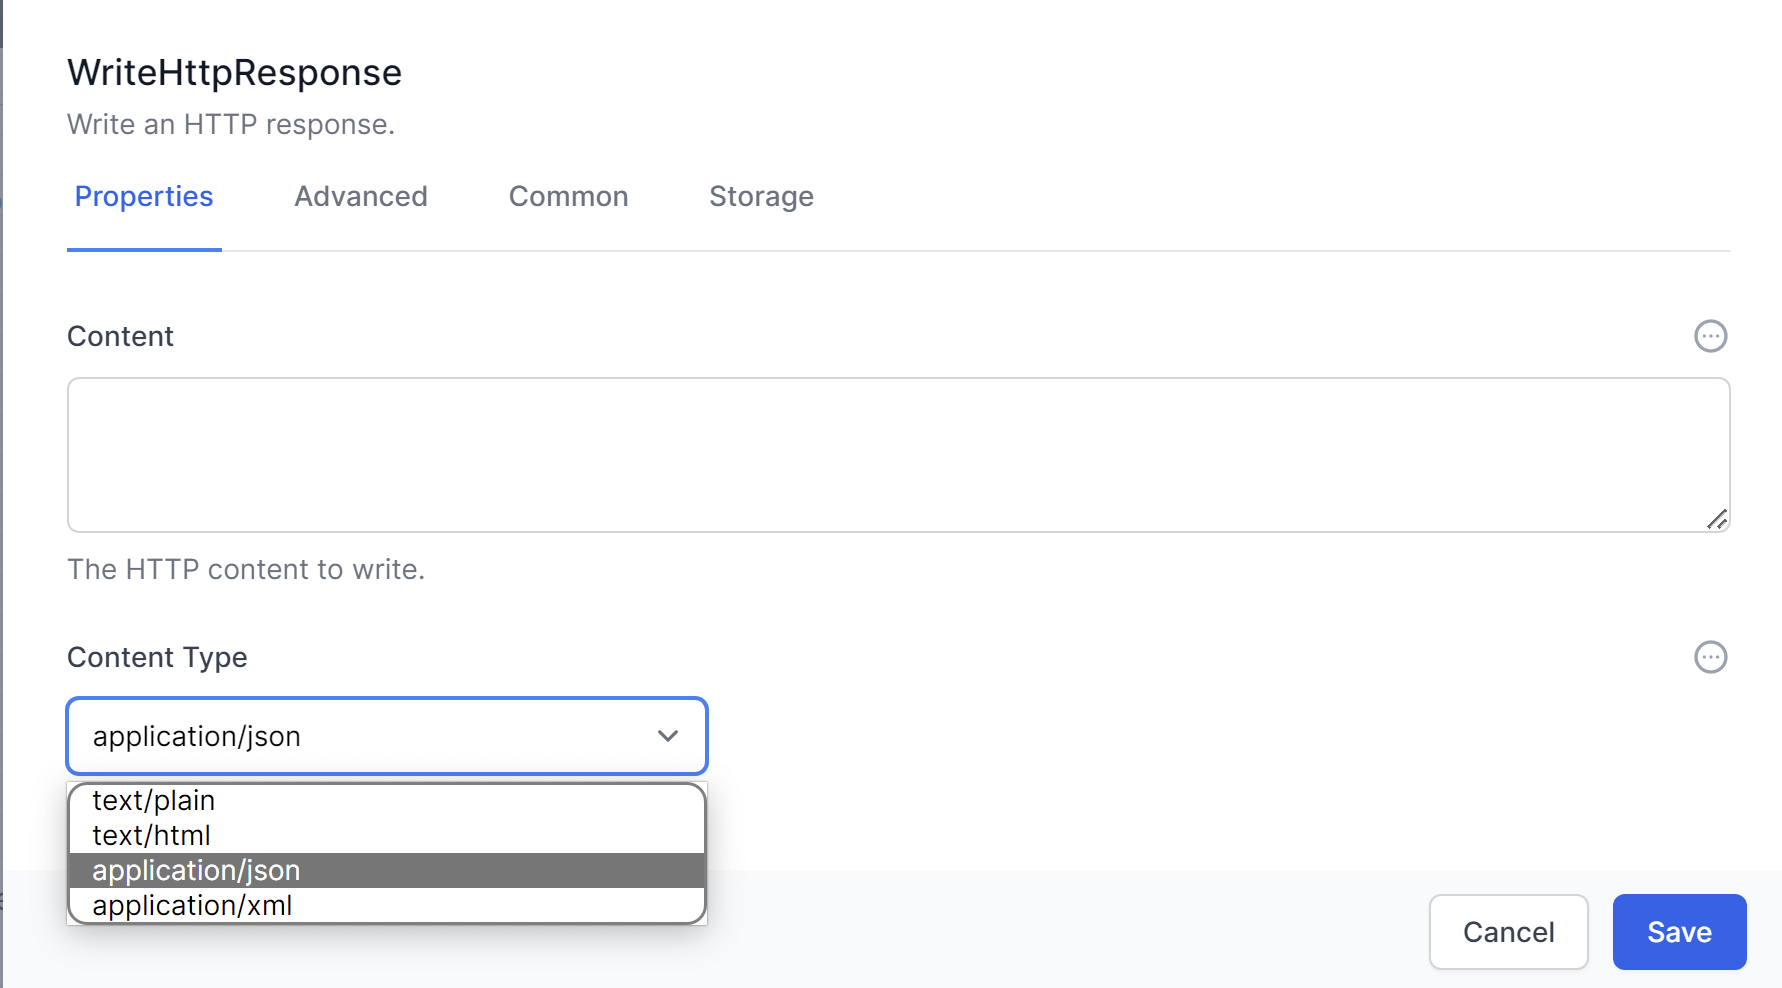 WriteHttpResponse
Write an HTTP response.
Properties Advanced Common Storage
Content
The HTTP content to write.
Content Type
application/json
text/plain
text/html
application/json
application/xml
Cancel Save